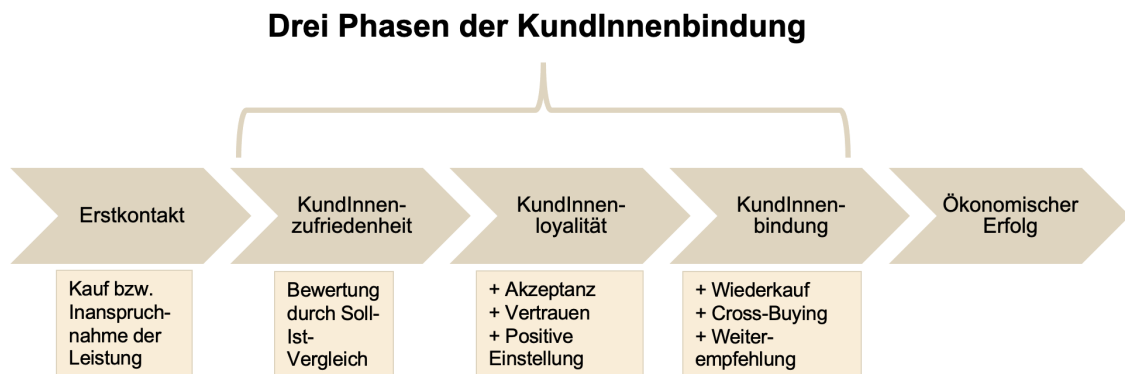 Drei Phasen der KundInnenbindung
Erstkontakt
KundInnen-
zufriedenheit
KundInnen-
loyalität
KundInnen-
bindung
Ökonomischer
Erfolg
Kauf bzw.
Inanspruch-
nahme der
Leistung
Bewertung
durch Soll-
Ist-
Vergleich
+ Akzeptanz
+ Vertrauen
+ Positive
Einstellung
+ Wiederkauf
+ Cross-Buying
+ Weiter-
empfehlung